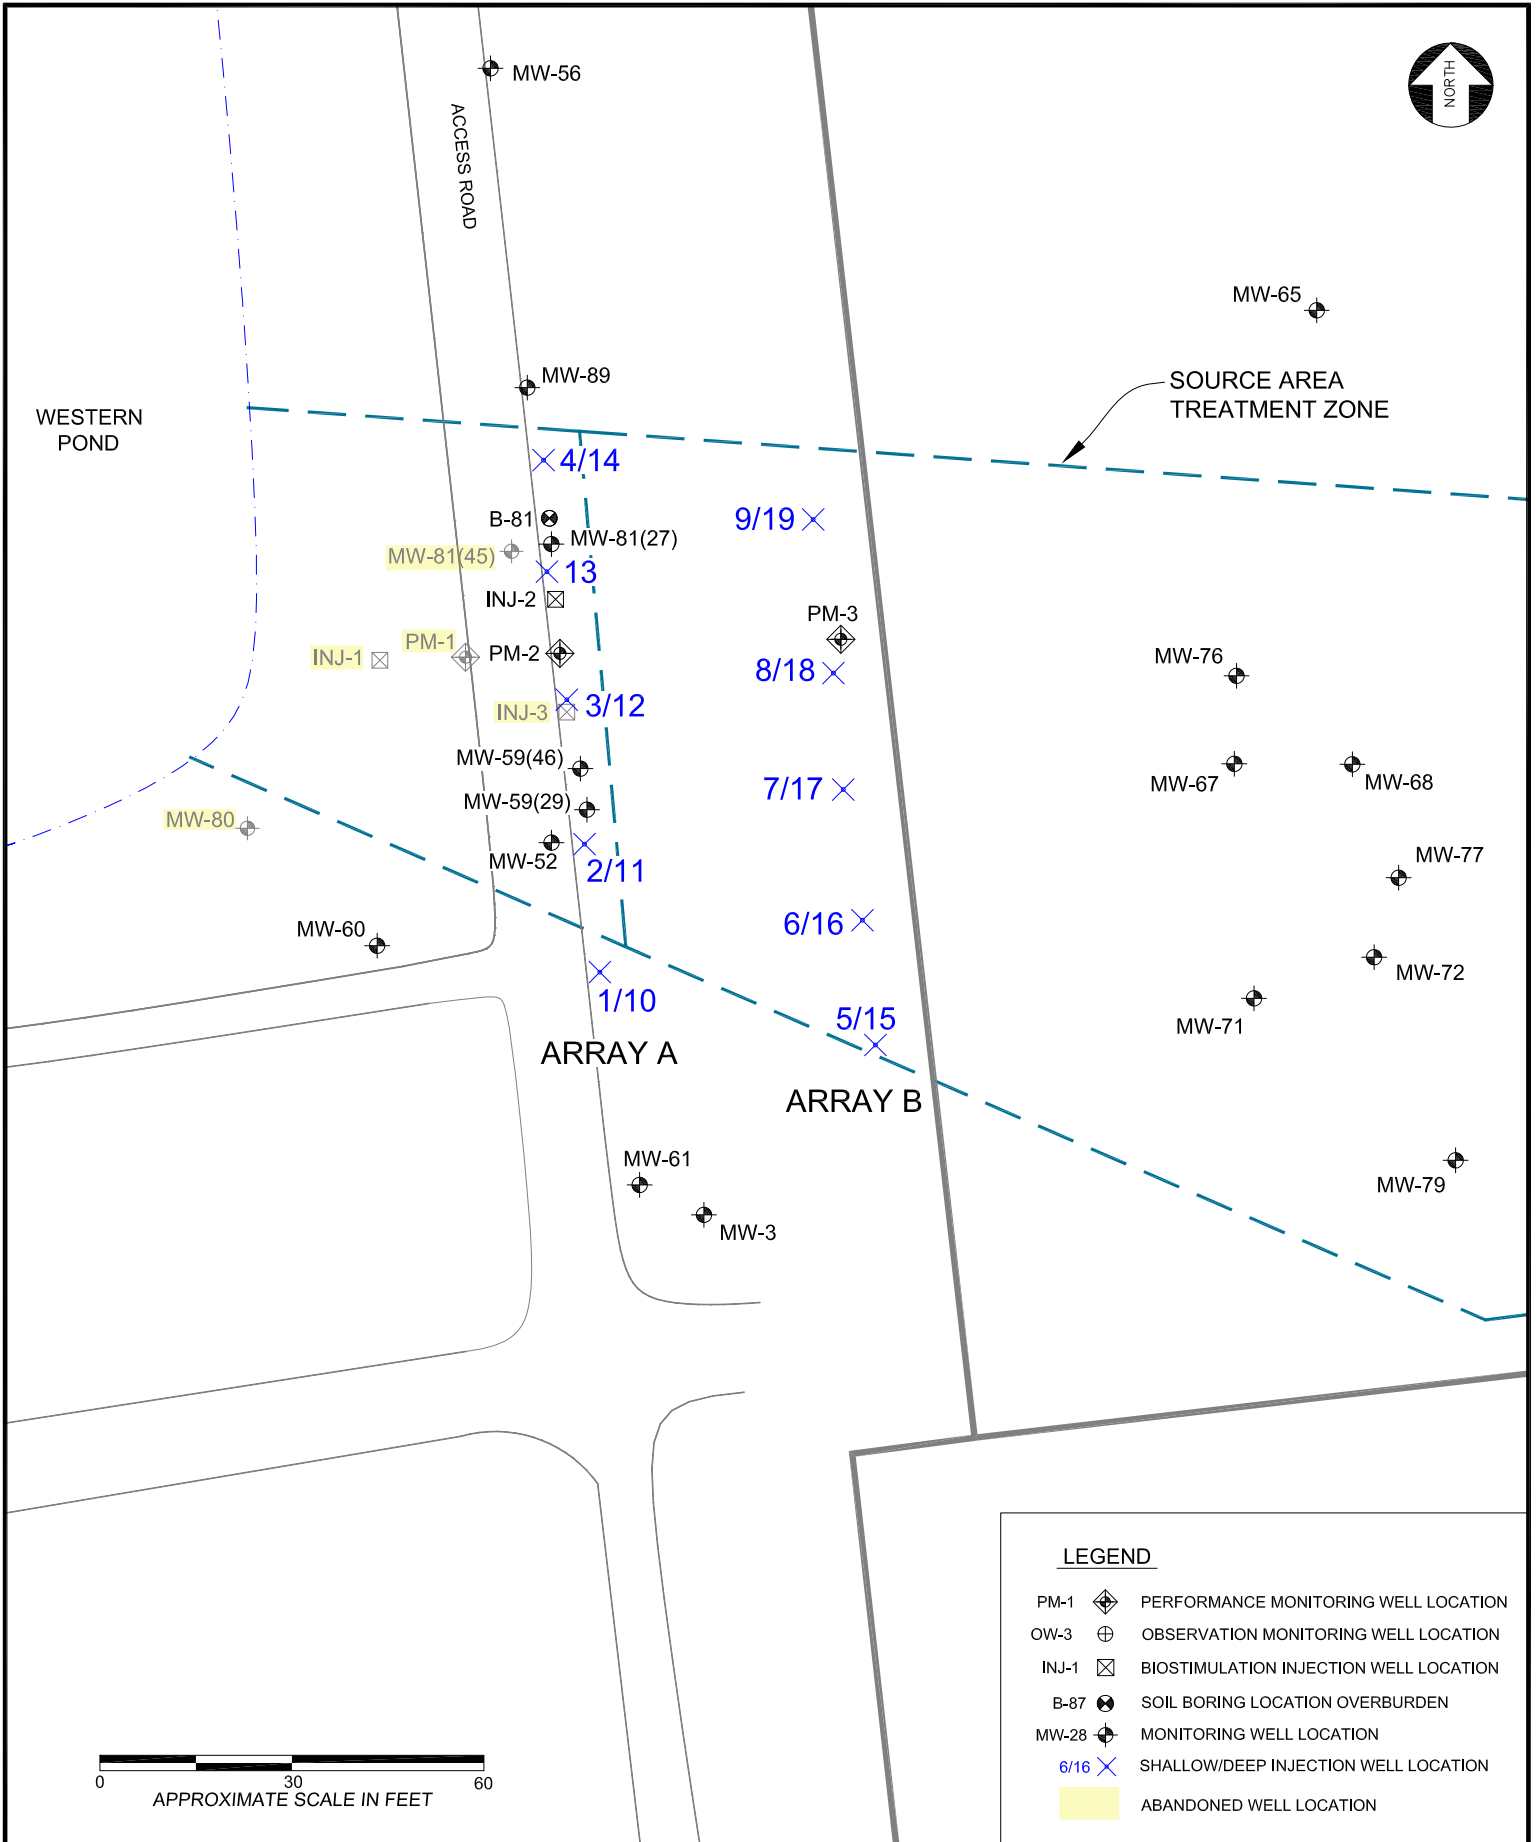 MW-56
NORTH
ACCESS ROAD
MW-65
SOURCE AREA
TREATMENT ZONE
MW-89
WESTERN
POND
4/14
B-81
9/19
MW-81(27)
MW-81(45)
13
INJ-2
PM-3
PM-1
INJ-1
PM-2
8/18
MW-76
3/12
INJ-3
MW-59(46)
7/17
MW-67
MW-68
MW-59(29)
MW-80
MW-52
2/11
MW-77
6/16
MW-60
MW-72
1/10
5/15
MW-71
ARRAY A
ARRAY B
MW-61
MW-79
MW-3
LEGEND
PM-1 PERFORMANCE MONITORING WELL LOCATION
OW-3 OBSERVATION MONITORING WELL LOCATION
INJ-1 BIOSTIMULATION INJECTION WELL LOCATION
B-87 SOIL BORING LOCATION OVERBURDEN
MW-28 MONITORING WELL LOCATION
6/16 SHALLOW/DEEP INJECTION WELL LOCATION
ABANDONED WELL LOCATION
0 30 60
APPROXIMATE SCALE IN FEET